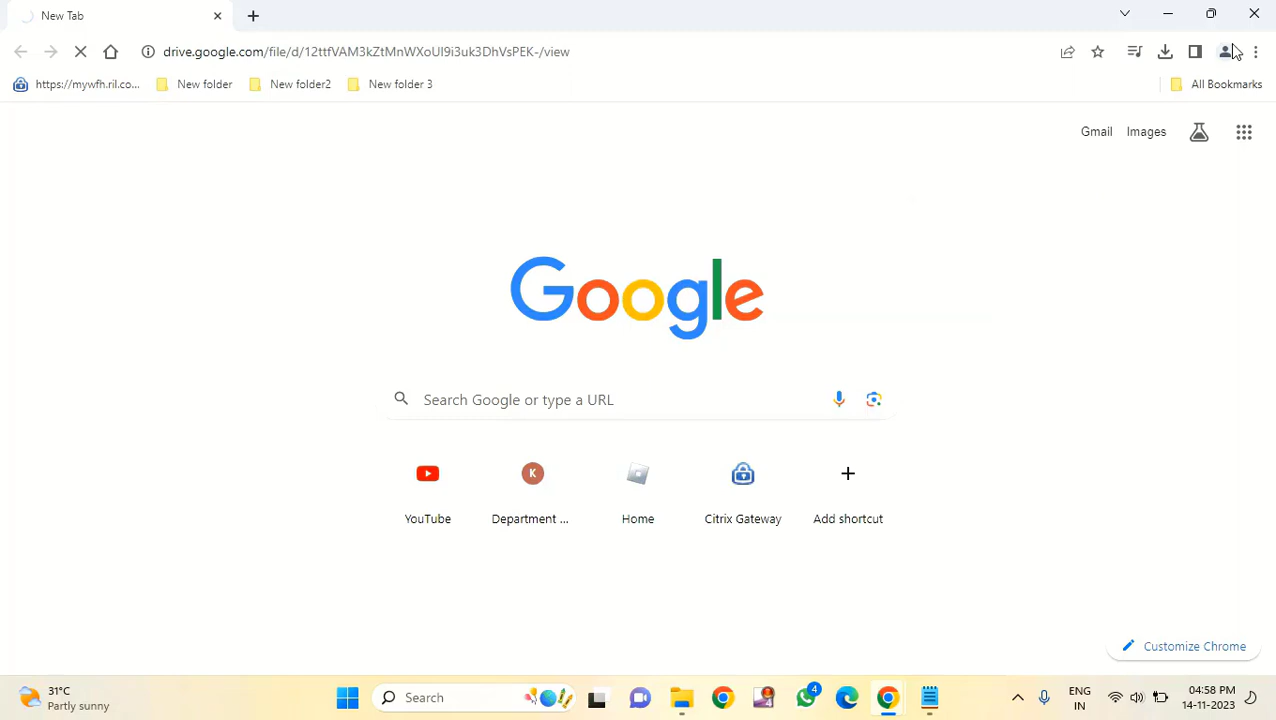 New Tab
drive.google.com/file/d/12ttfVAM3kZtMnWXoUI9i3uk3DhVsPEK-/view
https://mywfh.ril.co... New folder New folder2 New folder 3 All Bookmarks
Gmail Images
Google
Search Google or type a URL
K
YouTube Department ... Home Citrix Gateway Add shortcut
Customize Chrome
31°C
Partly sunny
Search
4
ENG
IN
04:58 PM
14-11-2023